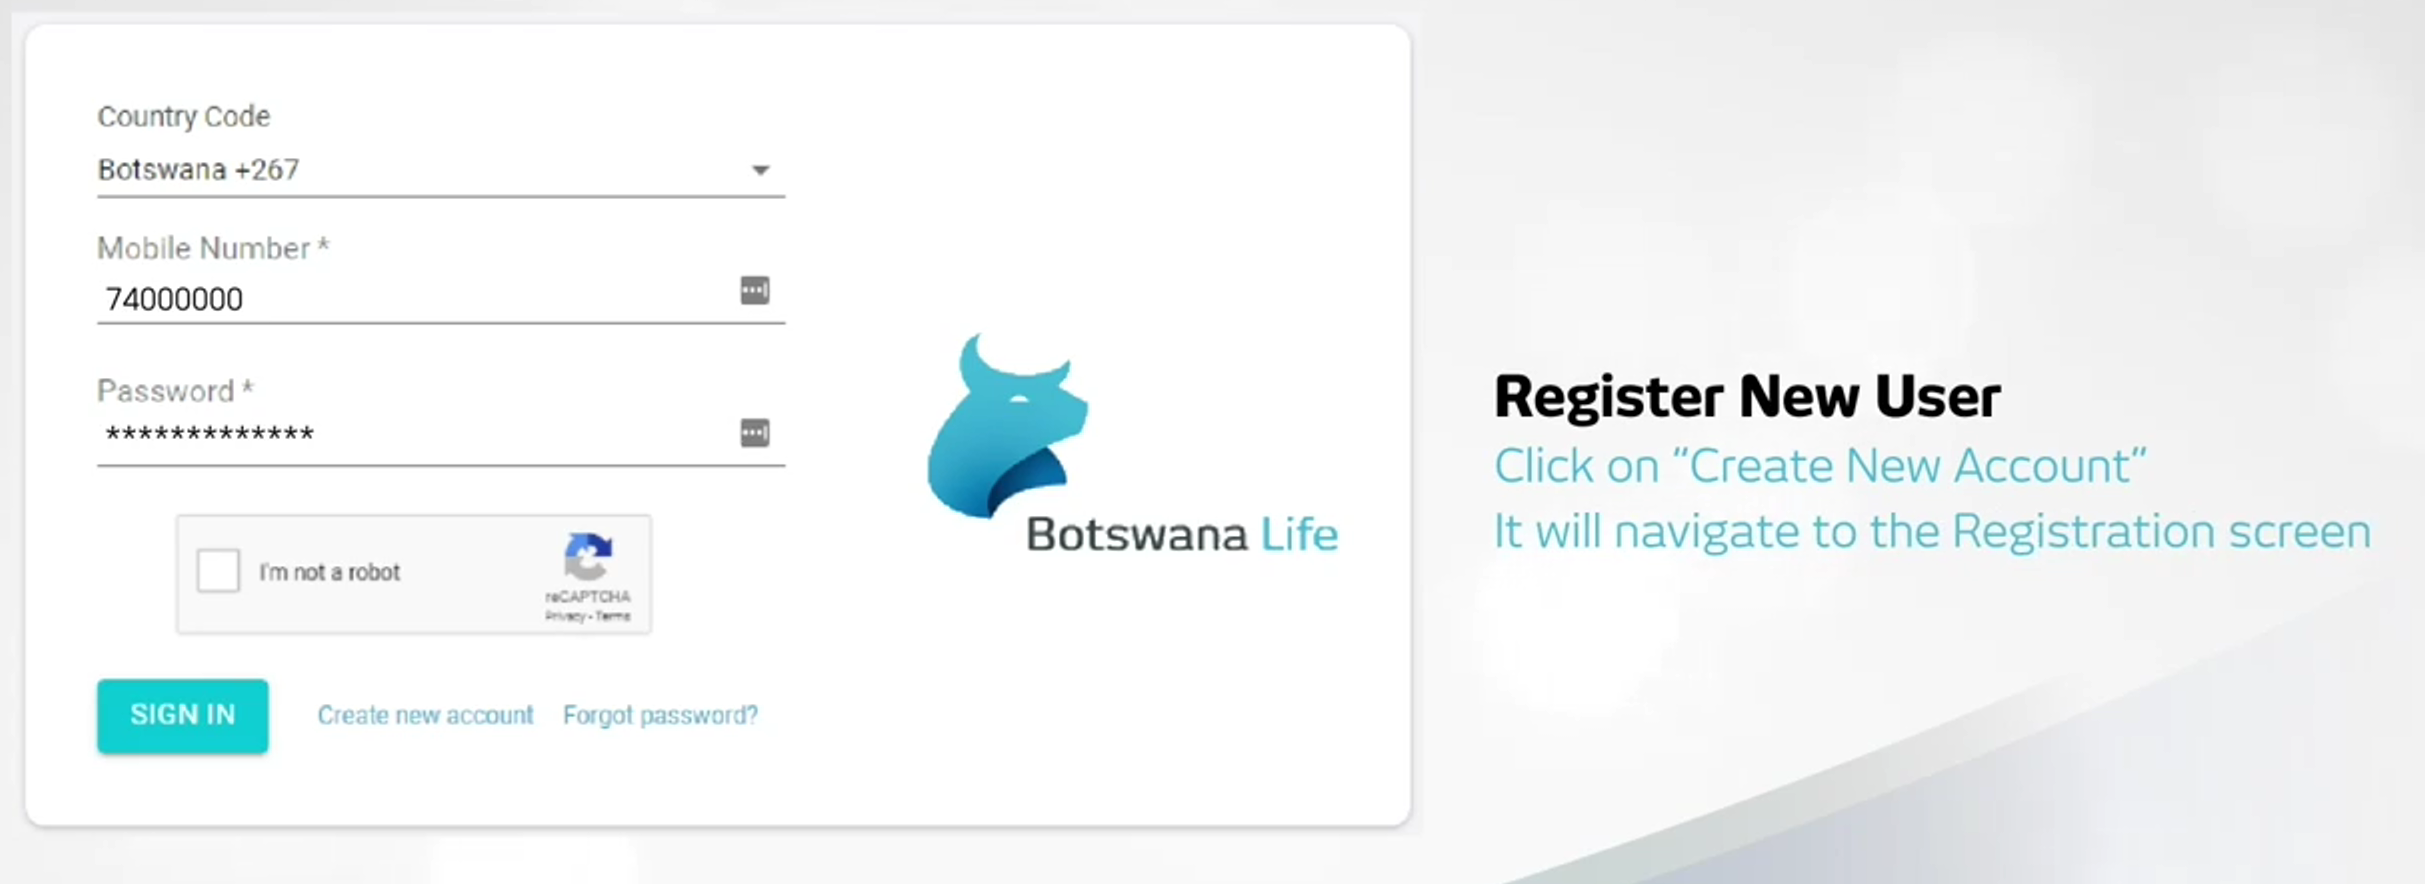 Country Code
Botswana +267
Mobile Number *
74000000
Password *
*************
I'm not a robot
reCAPTCHA
Privacy - Terms
SIGN IN
Create new account
Forgot password?
Botswana Life
Register New User
Click on “Create New Account”
It will navigate to the Registration screen